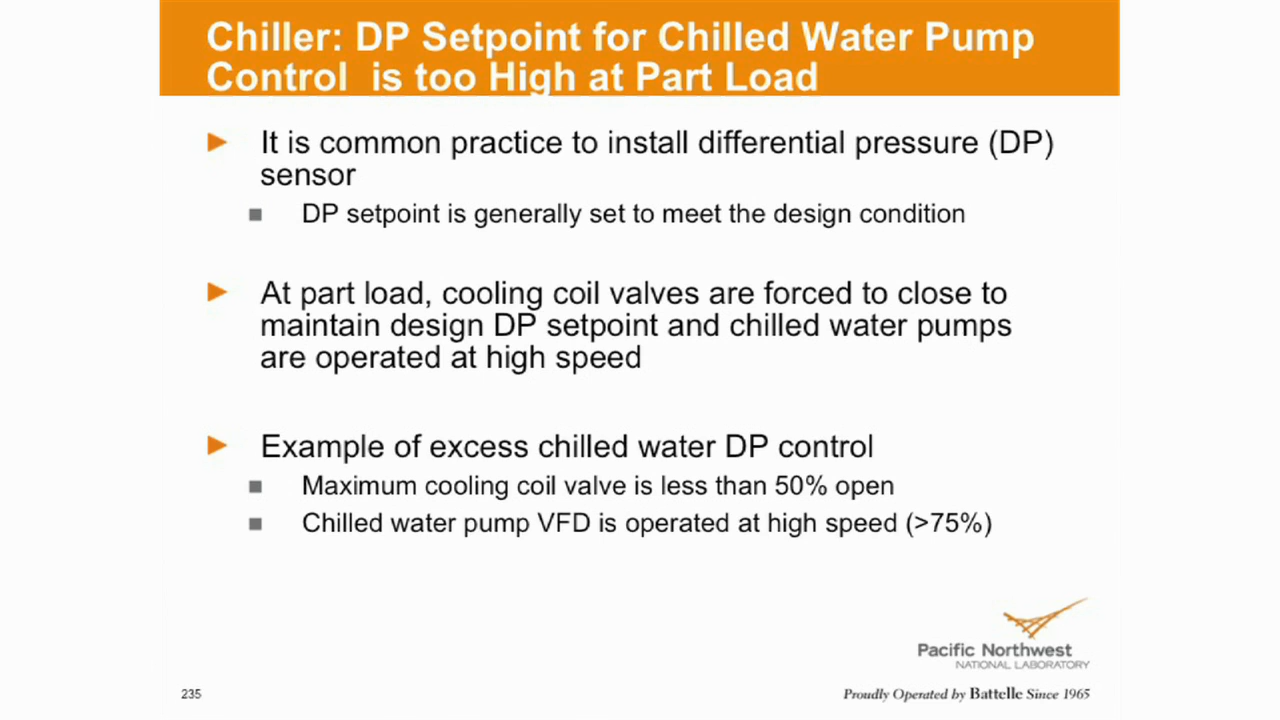 Chiller: DP Setpoint for Chilled Water Pump
Control  is too High at Part Load
It is common practice to install differential pressure (DP)
sensor
DP setpoint is generally set to meet the design condition
At part load, cooling coil valves are forced to close to
maintain design DP setpoint and chilled water pumps
are operated at high speed
Example of excess chilled water DP control
Maximum cooling coil valve is less than 50% open
Chilled water pump VFD is operated at high speed (>75%)
Pacific Northwest
NATIONAL LABORATORY
235
Proudly Operated by Battelle Since 1965